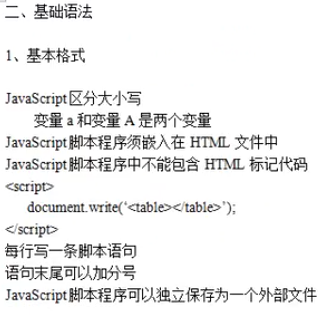 二、基础语法
1、基本格式
JavaScript区分大小写
变量 a 和变量 A 是两个变量
JavaScript脚本程序须嵌入在 HTML 文件中
JavaScript脚本程序中不能包含 HTML 标记代码
<script>
document.write(‘<table></table>’);
</script>
每行写一条脚本语句
语句末尾可以加分号
JavaScript脚本程序可以独立保存为一个外部文件